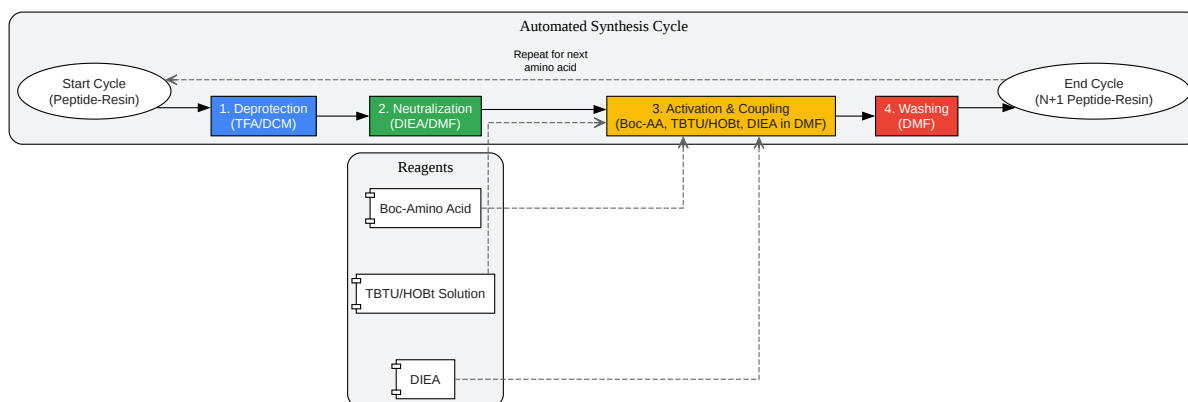 Automated Synthesis Cycle
Repeat for next
amino acid
Start Cycle
(Peptide-Resin)
1. Deprotection
(TFA/DCM)
2. Neutralization
(DIEA/DMF)
3. Activation & Coupling
(Boc-AA, TBTU/HOBt, DIEA in DMF)
4. Washing
(DMF)
End Cycle
(N+1 Peptide-Resin)
Reagents
Boc-Amino Acid
TBTU/HOBt Solution
DIEA